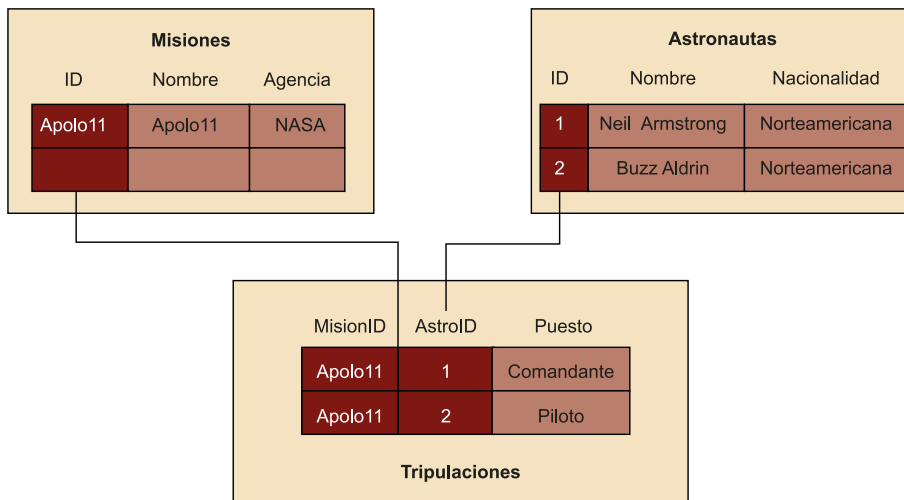 Misiones
ID Nombre Agencia
Apolo11 Apolo11 NASA
Astronautas
ID Nombre Nacionalidad
1 Neil Armstrong Norteamericana
2 Buzz Aldrin Norteamericana
MisionID AstroID Puesto
Apolo11 1 Comandante
Apolo11 2 Piloto
Tripulaciones